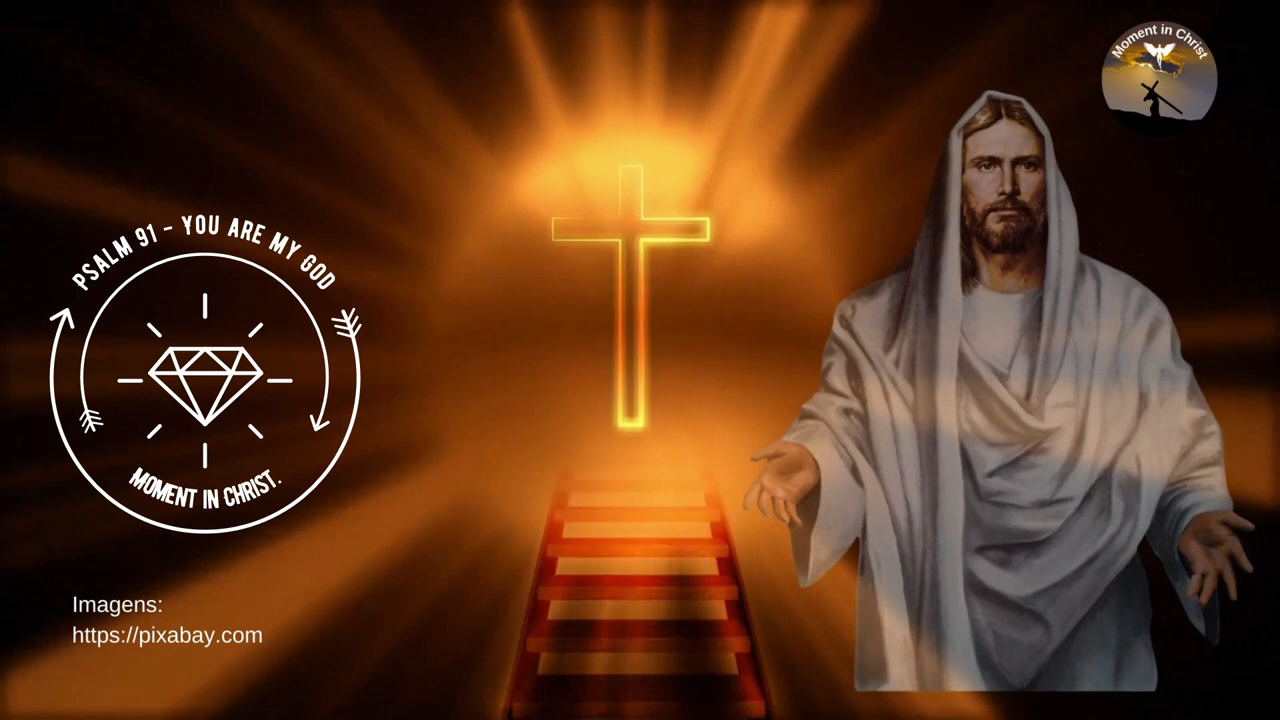 Moment in Christ
PSALM 91 - YOU ARE MY GOD
MOMENT IN CHRIST.
Imagens:
https://pixabay.com